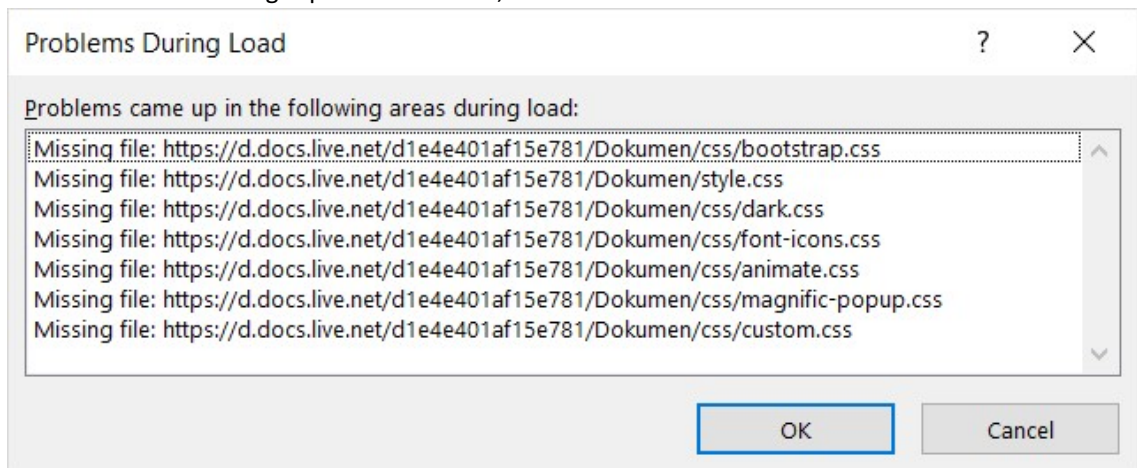 Problems During Load
Problems came up in the following areas during load:
Missing file: https://d.docs.live.net/d1e4e401af15e781/Dokumen/css/bootstrap.css
Missing file: https://d.docs.live.net/d1e4e401af15e781/Dokumen/style.css
Missing file: https://d.docs.live.net/d1e4e401af15e781/Dokumen/css/dark.css
Missing file: https://d.docs.live.net/d1e4e401af15e781/Dokumen/css/font-icons.css
Missing file: https://d.docs.live.net/d1e4e401af15e781/Dokumen/css/animate.css
Missing file: https://d.docs.live.net/d1e4e401af15e781/Dokumen/css/magnific-popup.css
Missing file: https://d.docs.live.net/d1e4e401af15e781/Dokumen/css/custom.css
OK Cancel